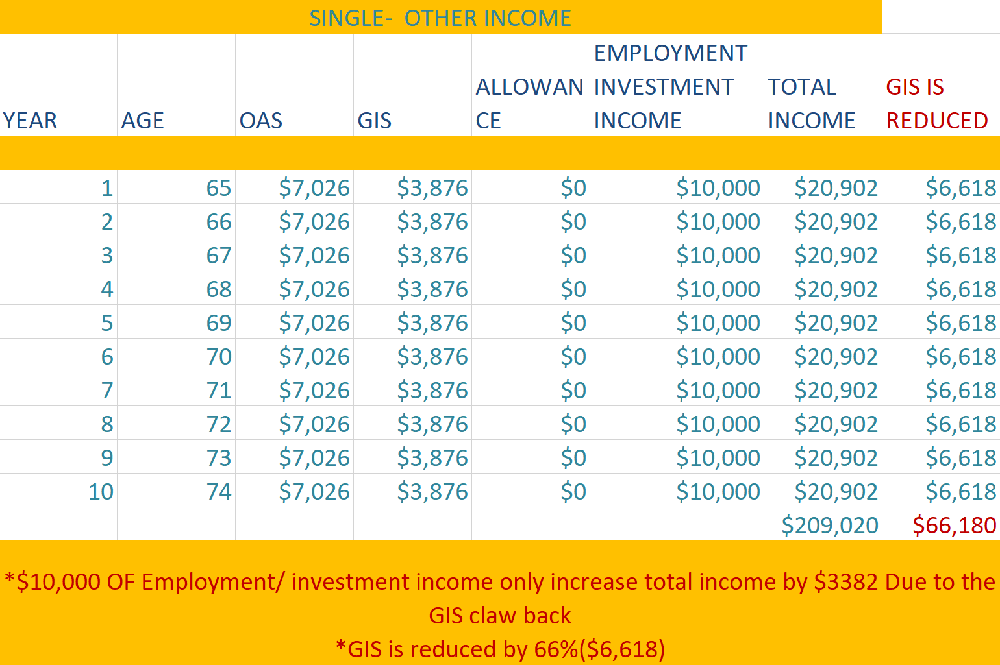 SINGLE-  OTHER INCOME
YEAR AGE OAS GIS ALLOWAN CE EMPLOYMENT INVESTMENT INCOME TOTAL INCOME GIS IS REDUCED
1 65 $7,026 $3,876 $0 $10,000 $20,902 $6,618
2 66 $7,026 $3,876 $0 $10,000 $20,902 $6,618
3 67 $7,026 $3,876 $0 $10,000 $20,902 $6,618
4 68 $7,026 $3,876 $0 $10,000 $20,902 $6,618
5 69 $7,026 $3,876 $0 $10,000 $20,902 $6,618
6 70 $7,026 $3,876 $0 $10,000 $20,902 $6,618
7 71 $7,026 $3,876 $0 $10,000 $20,902 $6,618
8 72 $7,026 $3,876 $0 $10,000 $20,902 $6,618
9 73 $7,026 $3,876 $0 $10,000 $20,902 $6,618
10 74 $7,026 $3,876 $0 $10,000 $20,902 $6,618
$209,020 $66,180
*$10,000 OF Employment/ investment income only increase total income by $3382 Due to the
GIS claw back
*GIS is reduced by 66%($6,618)